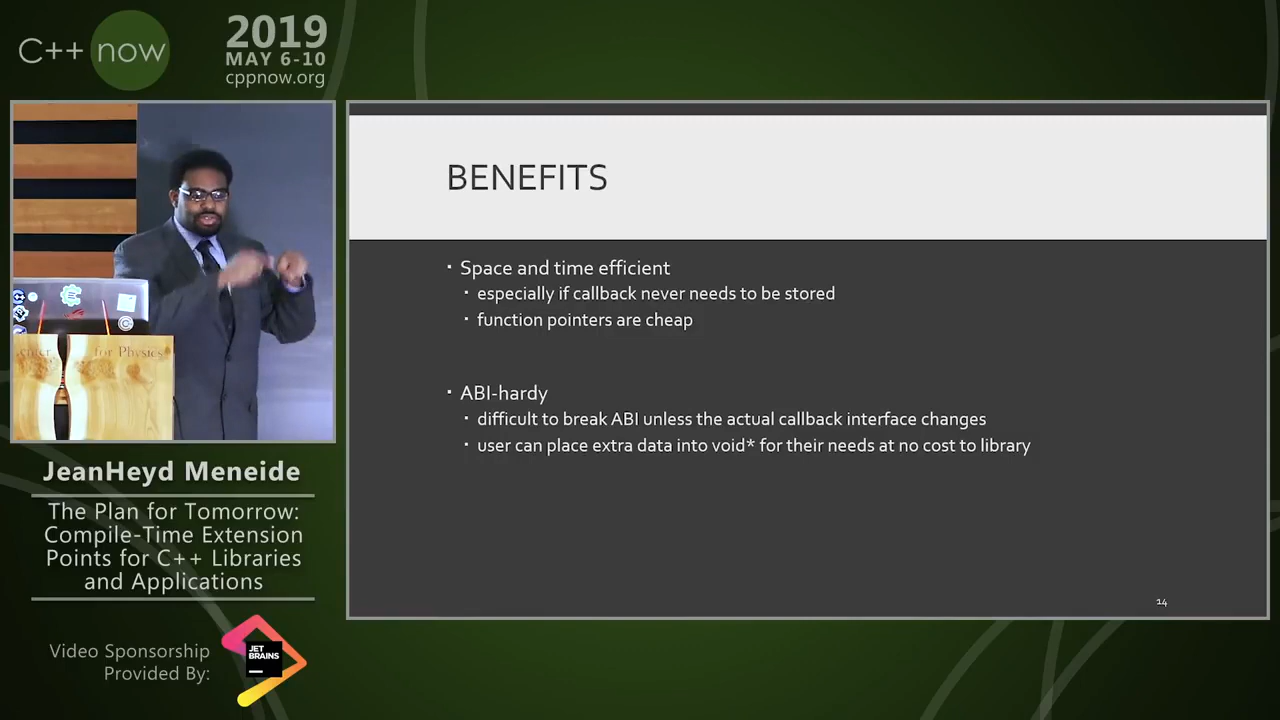 C++ now
2019
MAY 6-10
cppnow.org
BENEFITS
▪ Space and time efficient
▪ especially if callback never needs to be stored
▪ function pointers are cheap
▪ ABI-hardy
▪ difficult to break ABI unless the actual callback interface changes
▪ user can place extra data into void* for their needs at no cost to library
14
for Physics
JeanHeyd Meneide
The Plan for Tomorrow:
Compile-Time Extension
Points for C++ Libraries
and Applications
Video Sponsorship
Provided By:
JET
BRAINS